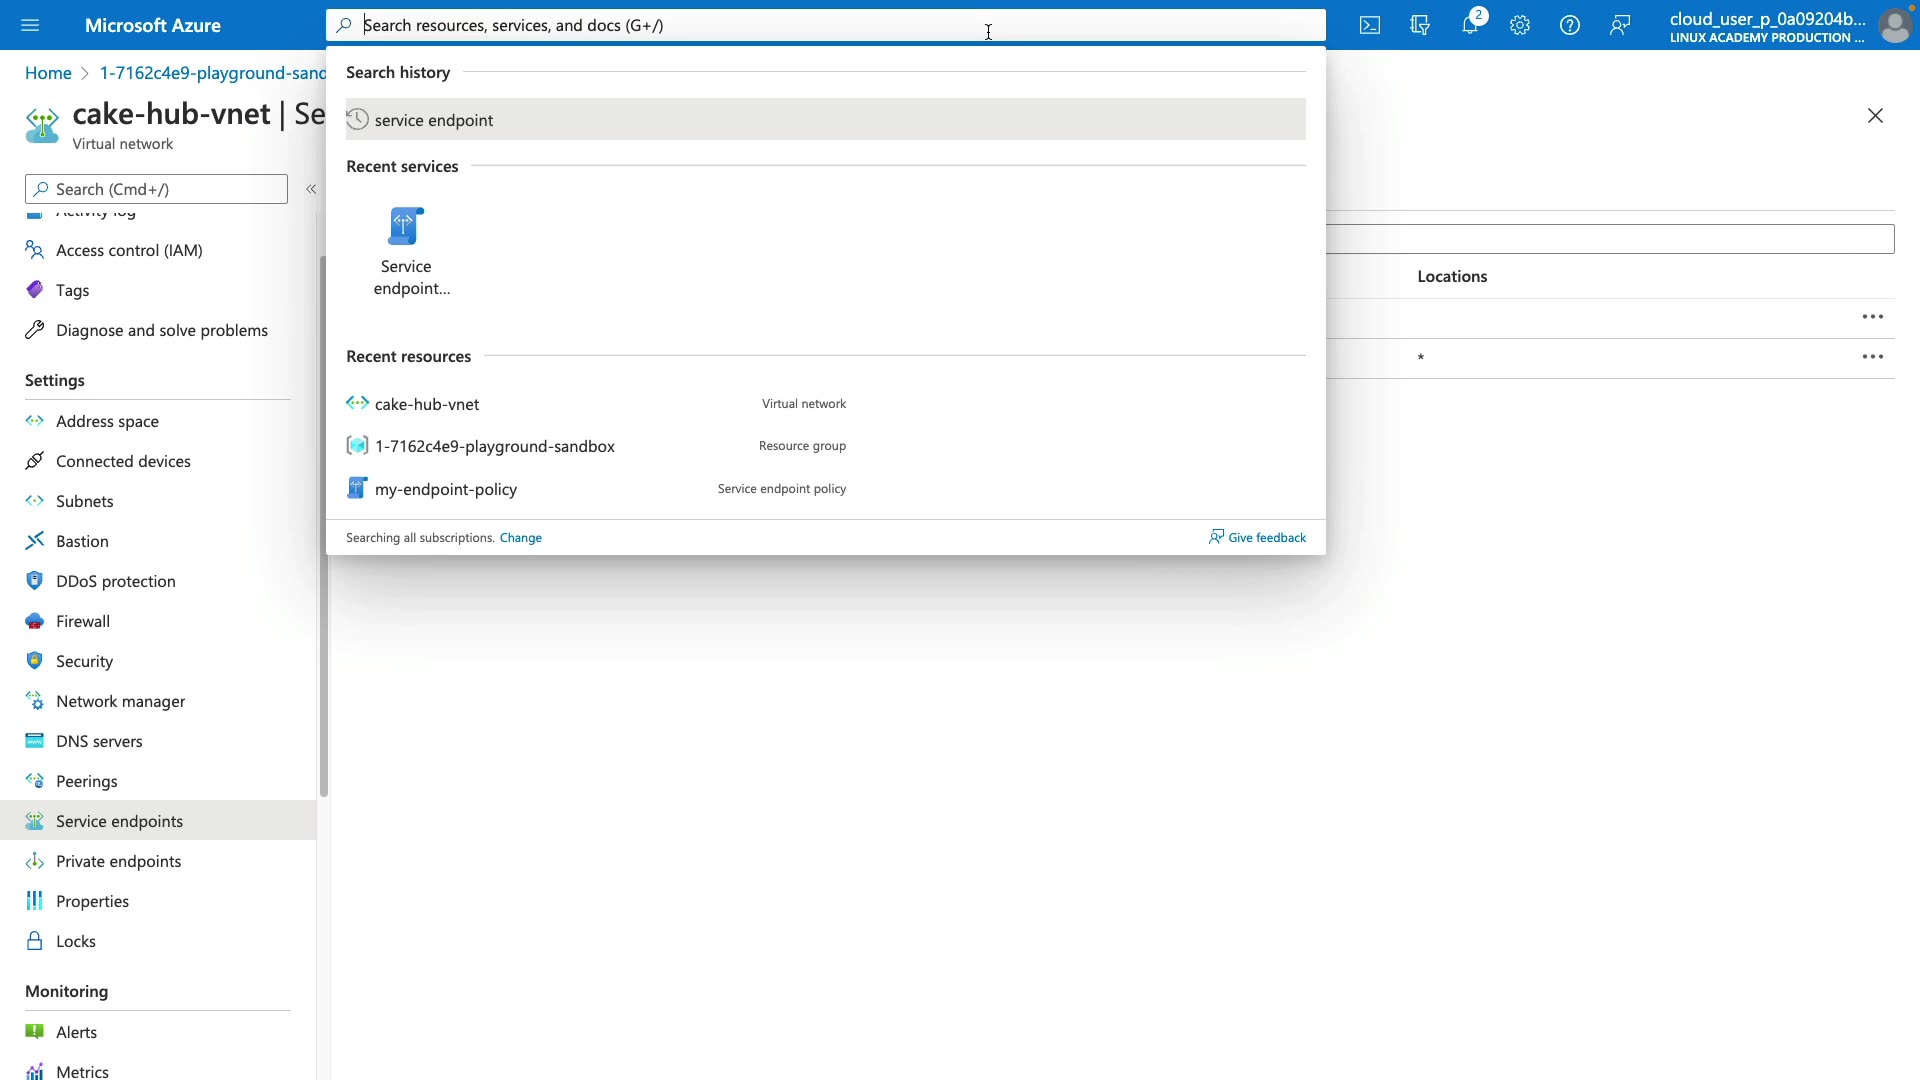 Microsoft Azure
Search resources, services, and docs (G+/)
2
cloud_user_p_0a09204b...
LINUX ACADEMY PRODUCTION ...
Home > 1-7162c4e9-playground-sand
cake-hub-vnet | Se
Virtual network
Search (Cmd+/)
«
Activity log
Access control (IAM)
Tags
Diagnose and solve problems
Settings
Address space
Connected devices
Subnets
Bastion
DDoS protection
Firewall
Security
Network manager
DNS servers
Peerings
Service endpoints
Private endpoints
Properties
Locks
Monitoring
Alerts
Metrics
Search history
service endpoint
Recent services
Service
endpoint...
Recent resources
cake-hub-vnet Virtual network
1-7162c4e9-playground-sandbox Resource group
my-endpoint-policy Service endpoint policy
Searching all subscriptions. Change
Give feedback
Locations
...
* ...